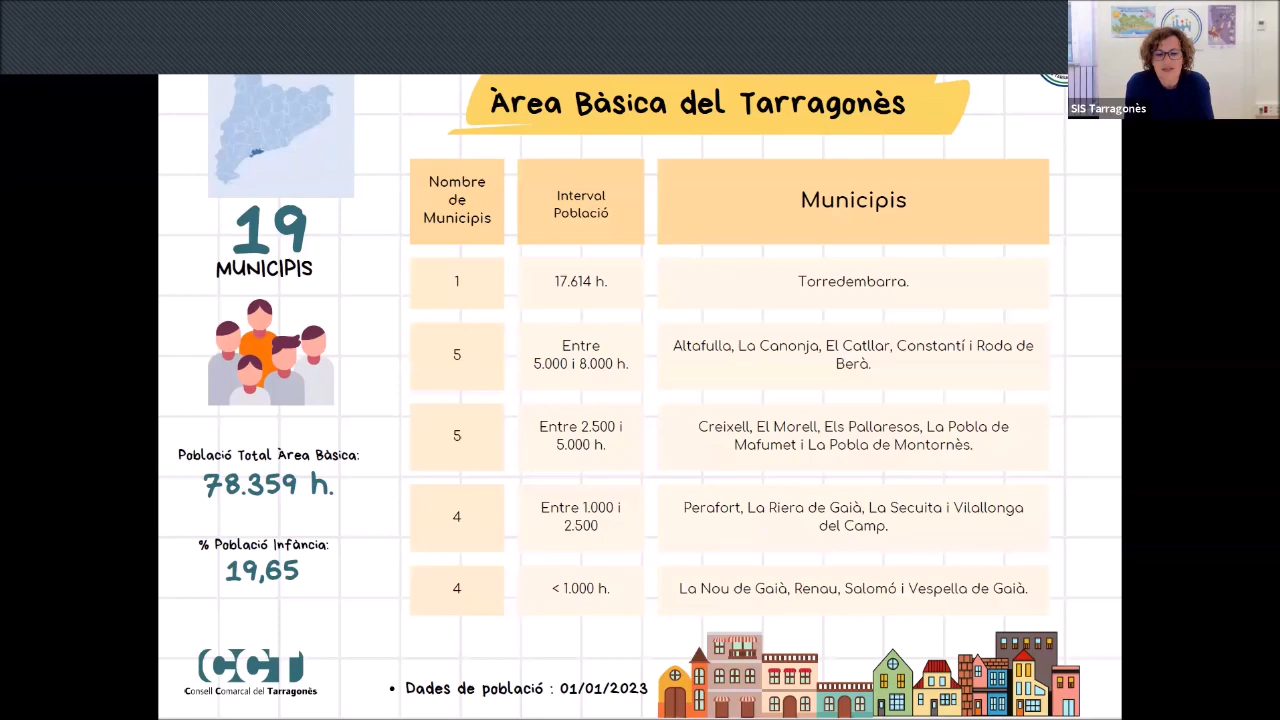 SIS Tarragonès
Àrea Bàsica del Tarragonès
19
MUNICIPIS
Població Total Àrea Bàsica:
78.359 h.
% Població Infància:
19,65
CCT
Consell Comarcal del Tarragonès
Nombre
de
Municipis
Interval
Població
Municipis
1
17.614 h.
Torredembarra.
5
Entre
5.000 i 8.000 h.
Altafulla, La Canonja, El Catllar, Constantí i Roda de
Berà.
5
Entre 2.500 i
5.000 h.
Creixell, El Morell, Els Pallaresos, La Pobla de
Mafumet i La Pobla de Montornès.
4
Entre 1.000 i
2.500
Perafort, La Riera de Gaià, La Secuita i Vilallonga
del Camp.
4
< 1.000 h.
La Nou de Gaià, Renau, Salomó i Vespella de Gaià.
• Dades de població : 01/01/2023